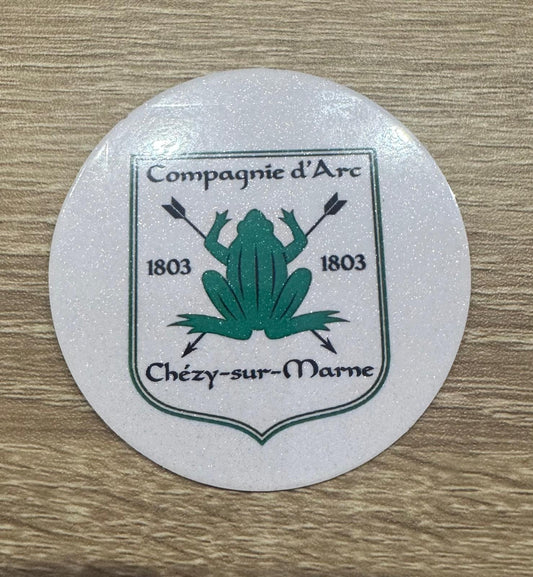 Compagnie d'Arc
1803 1803
Chézy-sur-Marne